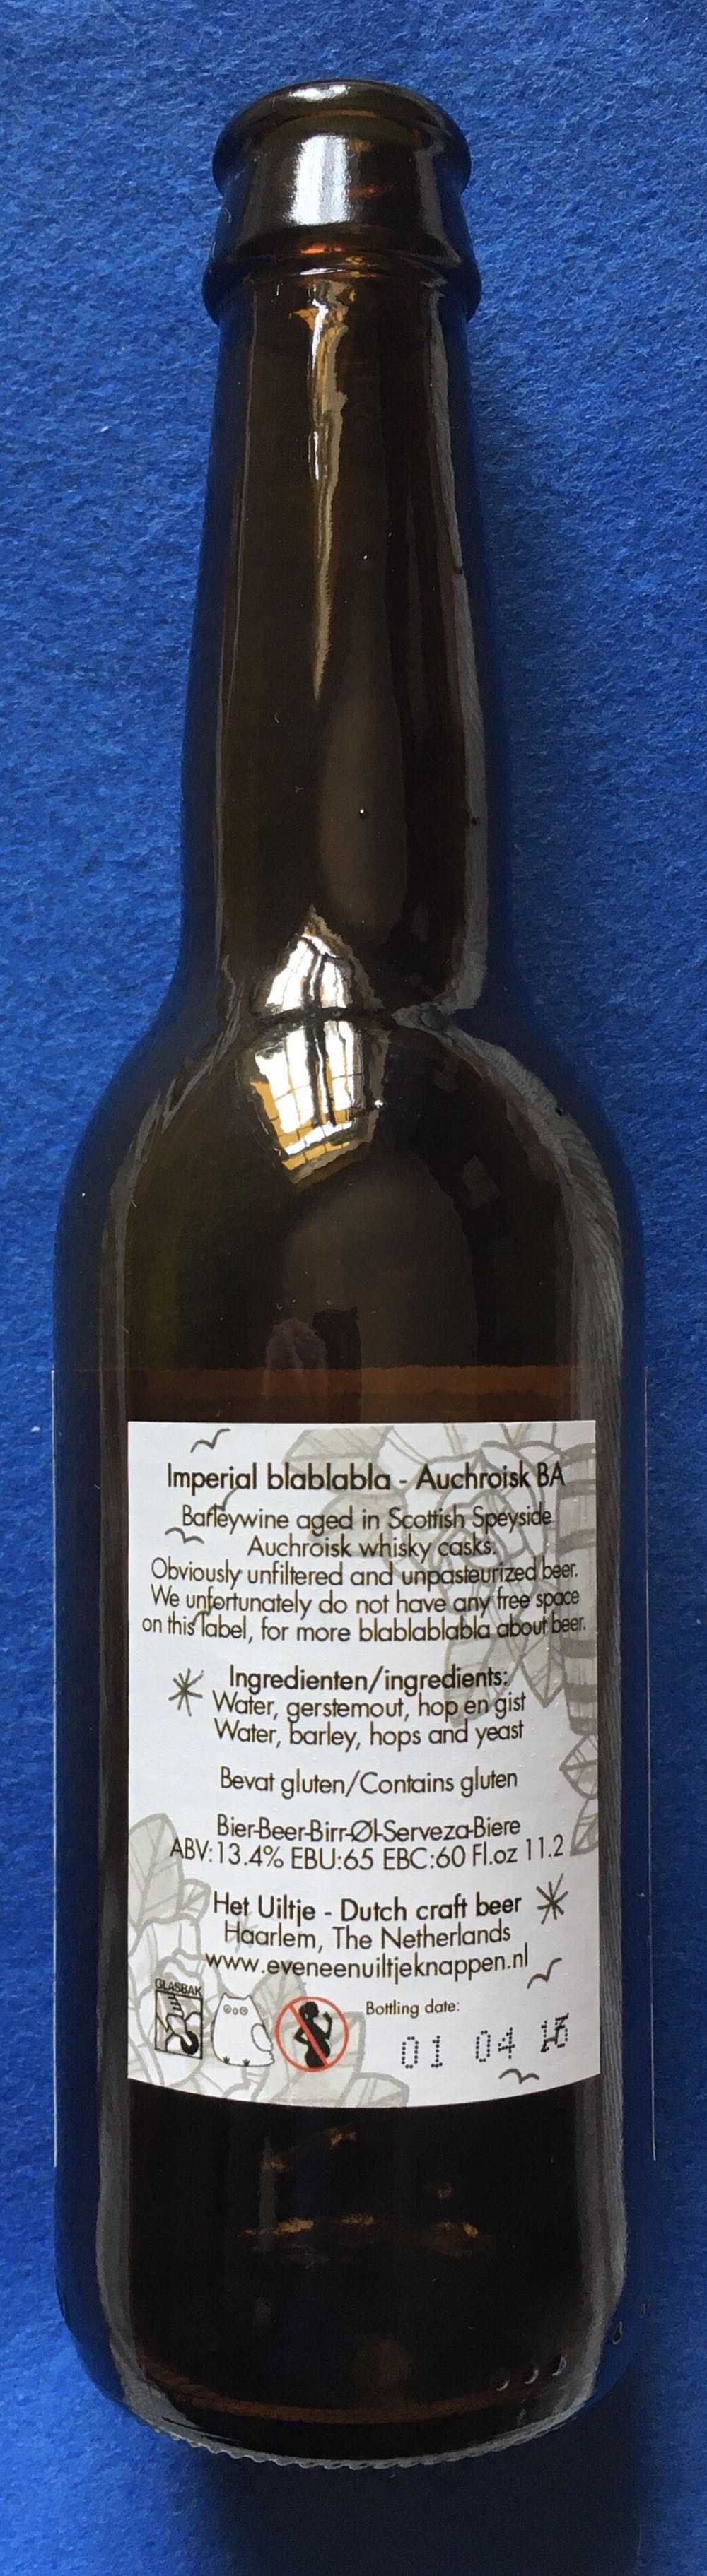 Imperial blablabla - Auchroisk BA
Barleywine aged in Scottish Speyside
Auchroisk whisky casks.
Obviously unfiltered and unpasteurized beer.
We unfortunately do not have any free space
on this label, for more blablablabla about beer.
Ingredienten/ingredients:
Water, gerstemout, hop en gist
Water, barley, hops and yeast
Bevat gluten/Contains gluten
Bier-Beer-Birr-Øl-Serveza-Biere
ABV:13.4% EBU:65 EBC:60 Fl.oz 11.2
Het Uiltje - Dutch craft beer
Haarlem, The Netherlands
www.eveneenuiltjeknappen.nl
GLASBAK
Bottling date:
01 04